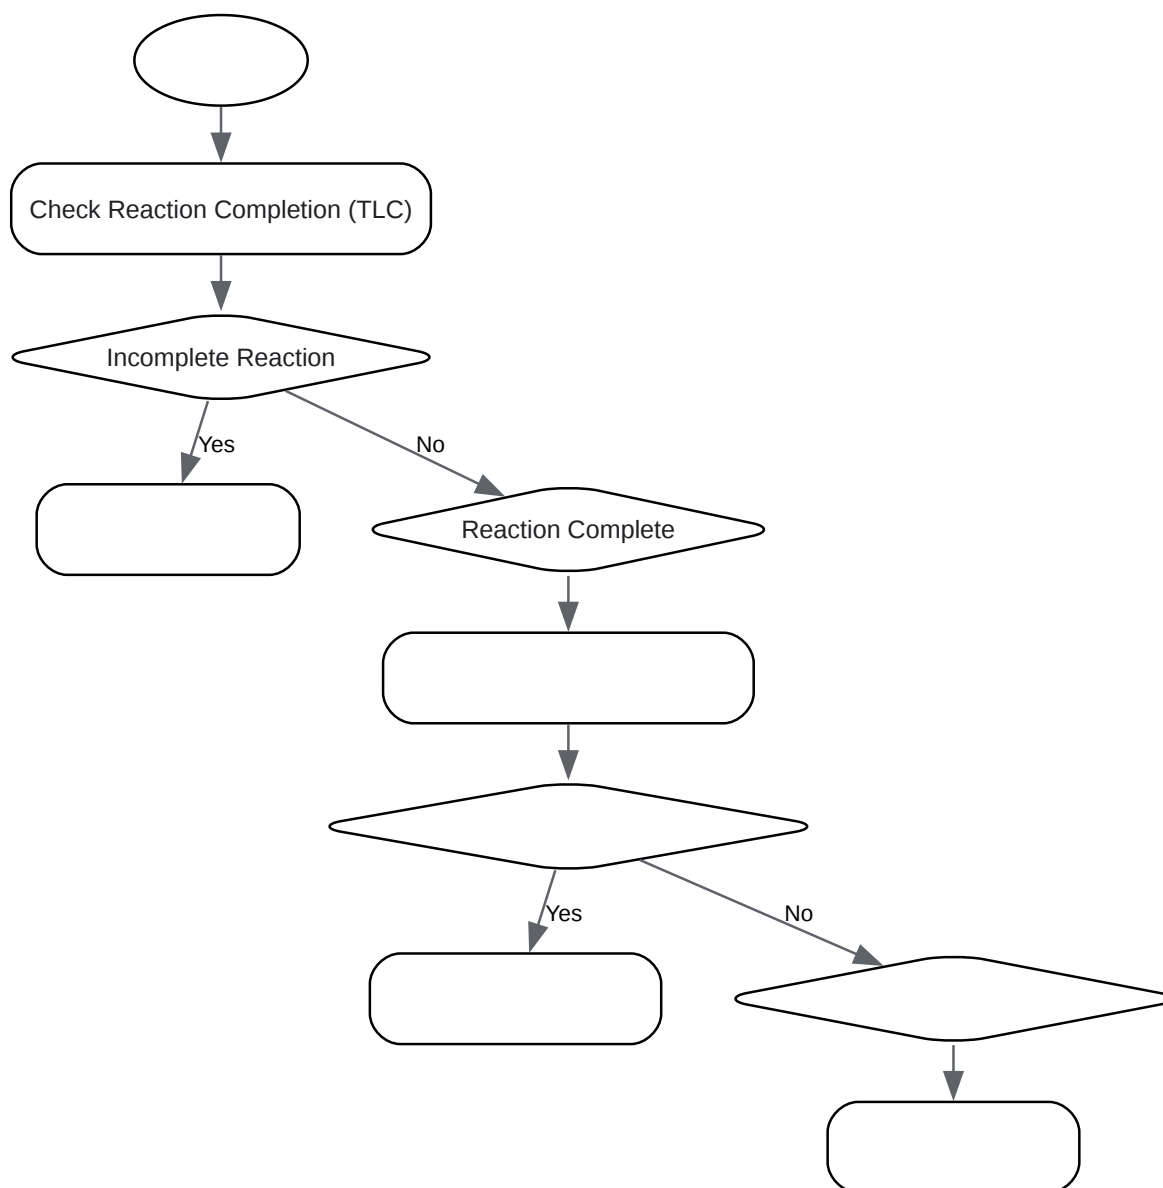 Check Reaction Completion (TLC)
Incomplete Reaction
Yes
No
Reaction Complete
Yes
No